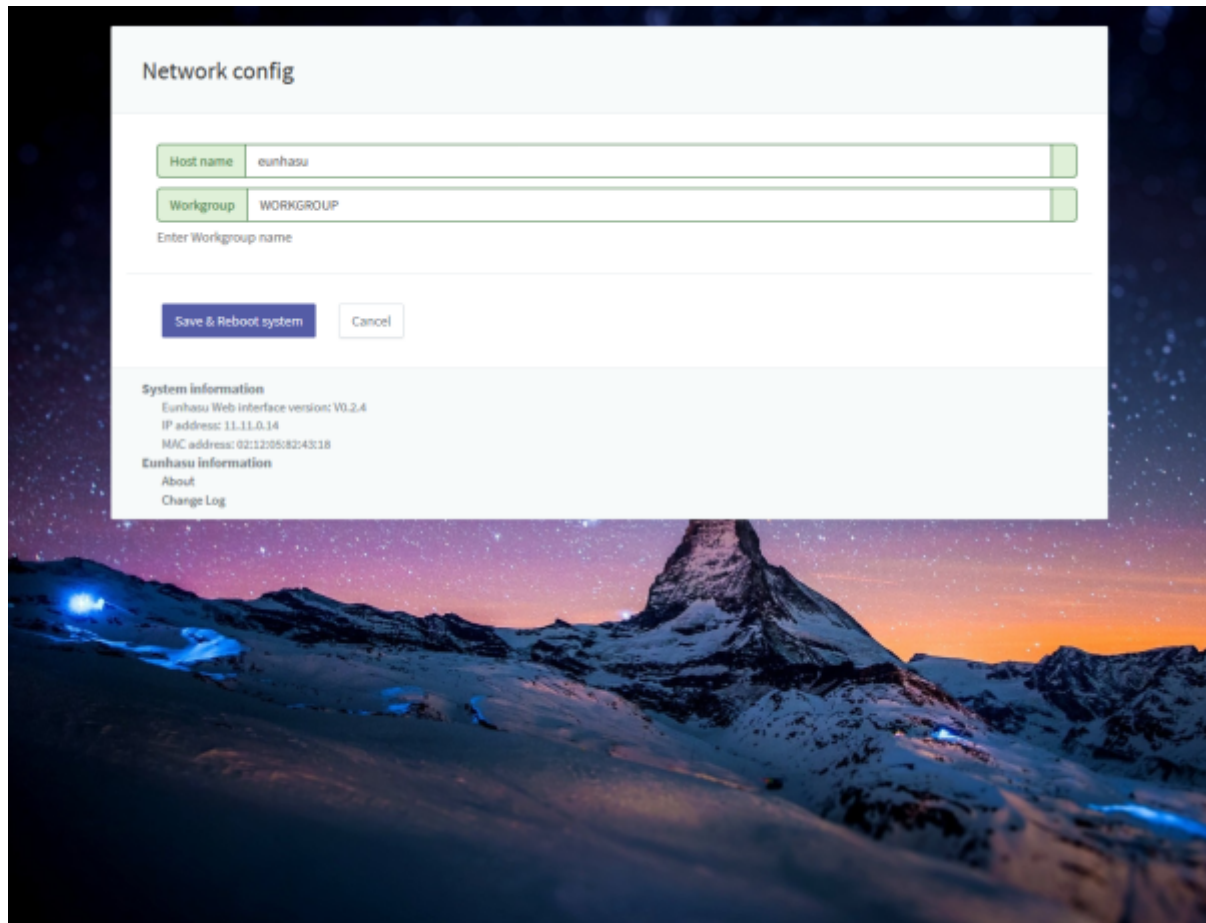 Network config
Host name eunhasu
Workgroup WORKGROUP
Enter Workgroup name
Save & Reboot system Cancel
System information
Eunhasu Web interface version: V0.2.4
IP address: 11.11.0.14
MAC address: 02:12:05:82:43:18
Eunhasu information
About
Change Log